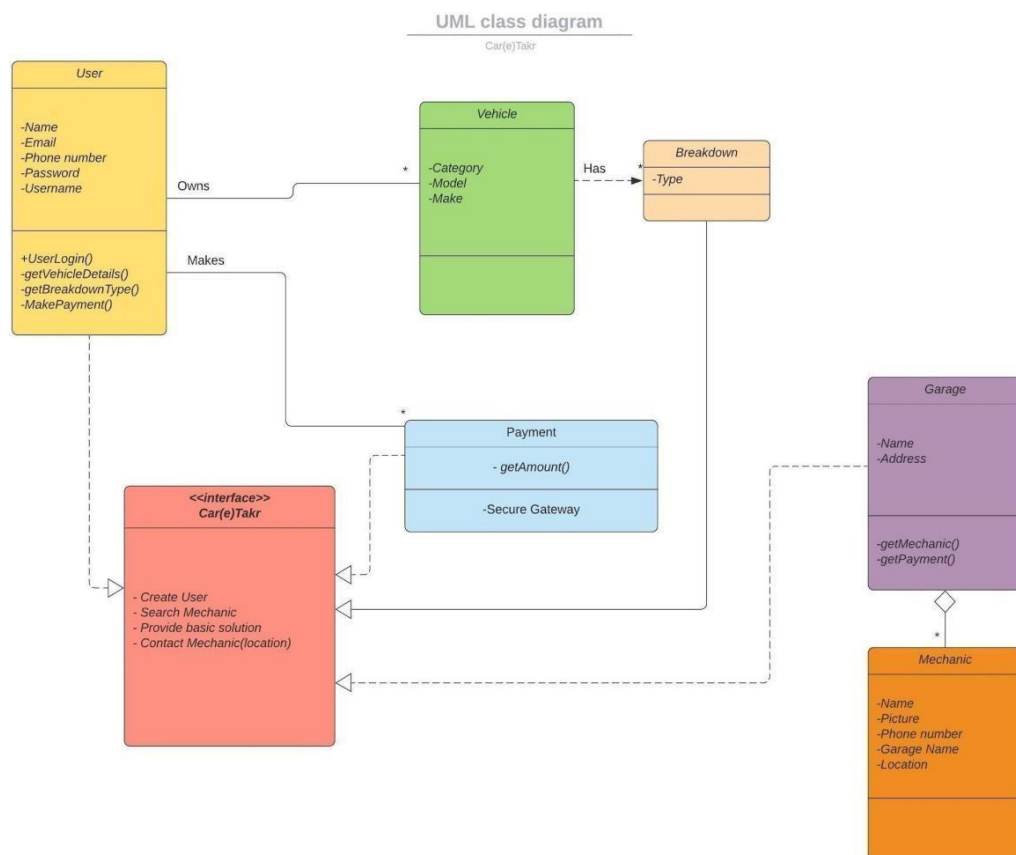 UML class diagram
Car(e)Takr
User
-Name
-Email
-Phone number
-Password
-Username
+UserLogin()
-getVehicleDetails()
-getBreakdownType()
-MakePayment()
Owns
*
Vehicle
-Category
-Model
-Make
Has
*
Breakdown
-Type
Makes
*
Payment
- getAmount()
-Secure Gateway
<<interface>>
Car(e)Takr
- Create User
- Search Mechanic
- Provide basic solution
- Contact Mechanic(location)
Garage
-Name
-Address
-getMechanic()
-getPayment()
*
Mechanic
-Name
-Picture
-Phone number
-Garage Name
-Location